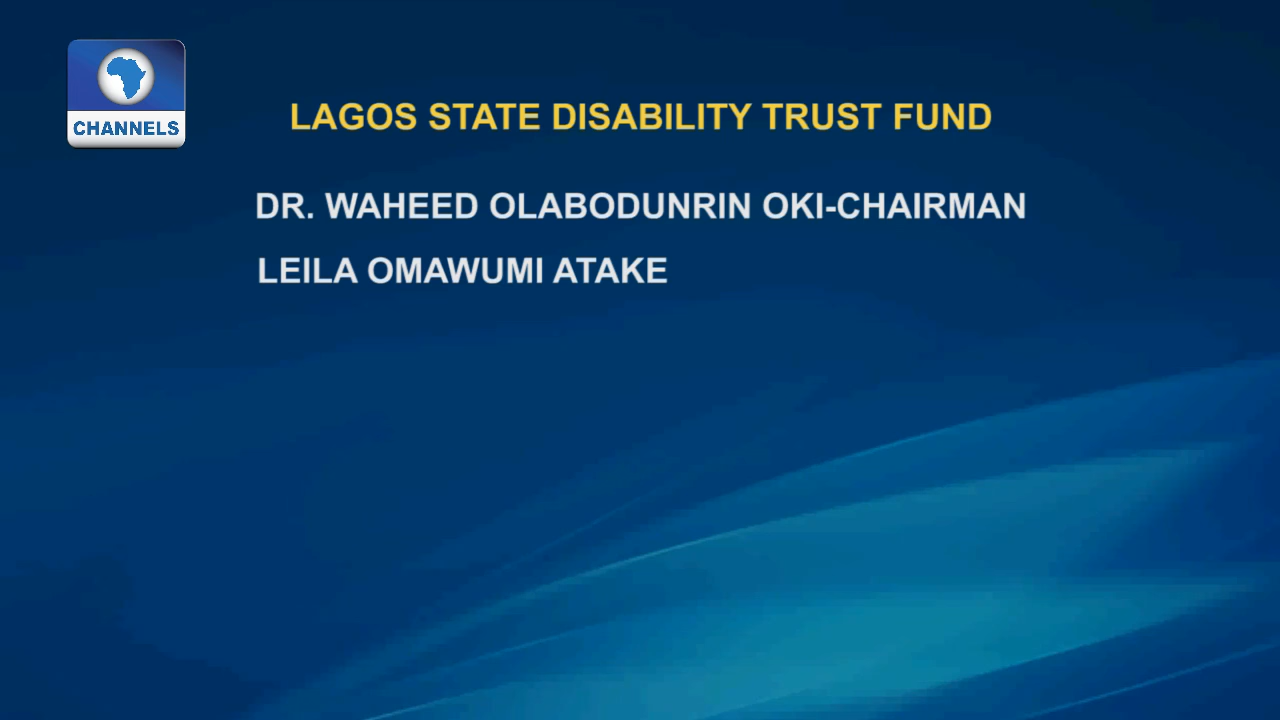 CHANNELS
LAGOS STATE DISABILITY TRUST FUND
DR. WAHEED OLABODUNRIN OKI-CHAIRMAN
LEILA OMAWUMI ATAKE